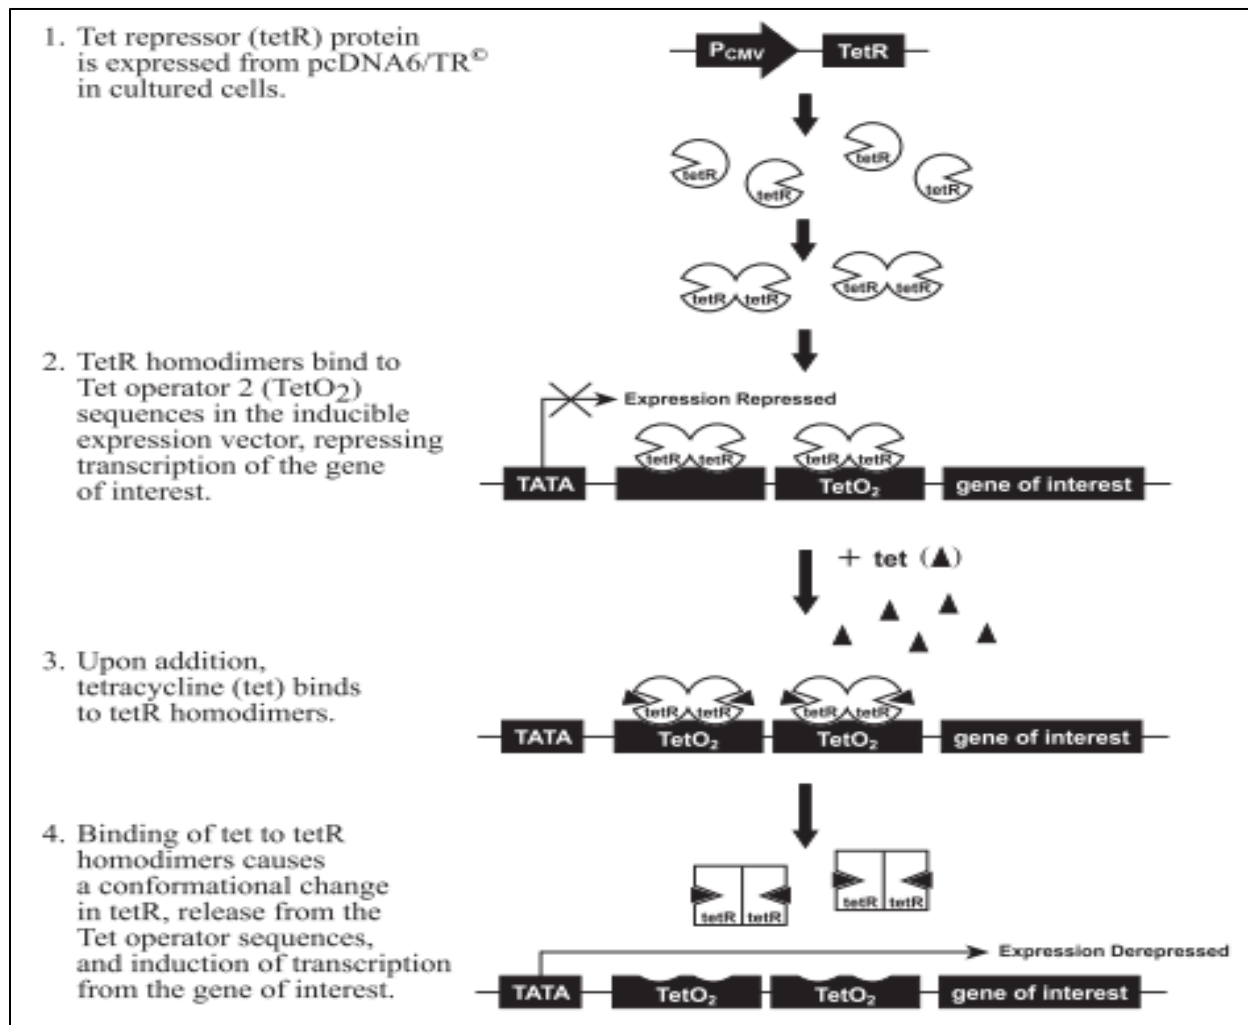 1. Tet repressor (tetR) protein
is expressed from pcDNA6/TR©
in cultured cells.
PCMV
TetR
tetR
tetR
tetR
tetR
tetR tetR
tetR tetR
2. TetR homodimers bind to
Tet operator 2 (TetO2)
sequences in the inducible
expression vector, repressing
transcription of the gene
of interest.
Expression Repressed
tetR tetR
tetR tetR
TATA
TetO2
gene of interest
+ tet (▲)
3. Upon addition,
tetracycline (tet) binds
to tetR homodimers.
tetR tetR
tetR tetR
TATA
TetO2
TetO2
gene of interest
4. Binding of tet to tetR
homodimers causes
a conformational change
in tetR, release from the
Tet operator sequences,
and induction of transcription
from the gene of interest.
tetR tetR
tetR tetR
Expression Derepressed
TATA
TetO2
TetO2
gene of interest